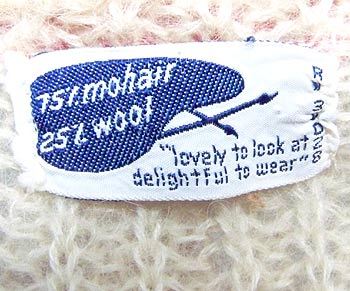 75% mohair
25% wool
"lovely to look at
delightful to wear"